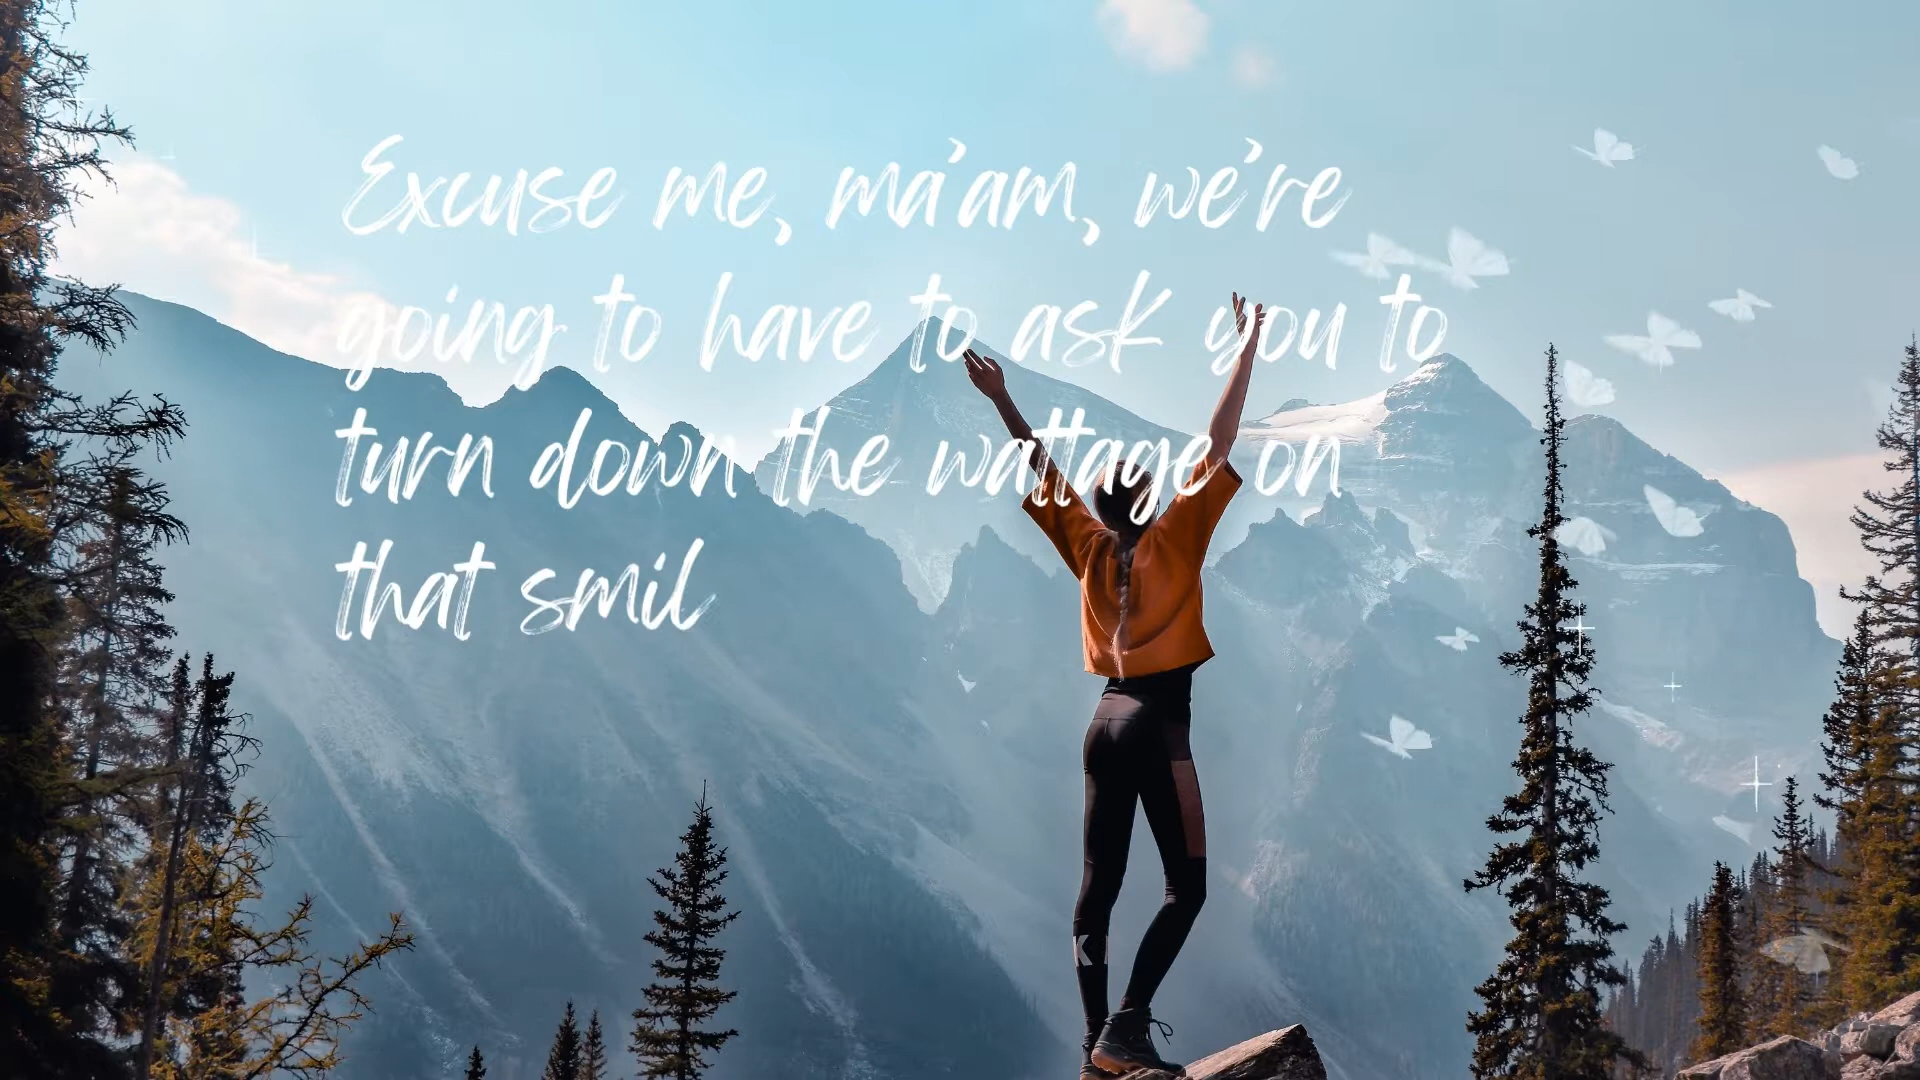 Excuse me, ma'am, we're
going to have to ask you to
turn down the wattage on
that smil